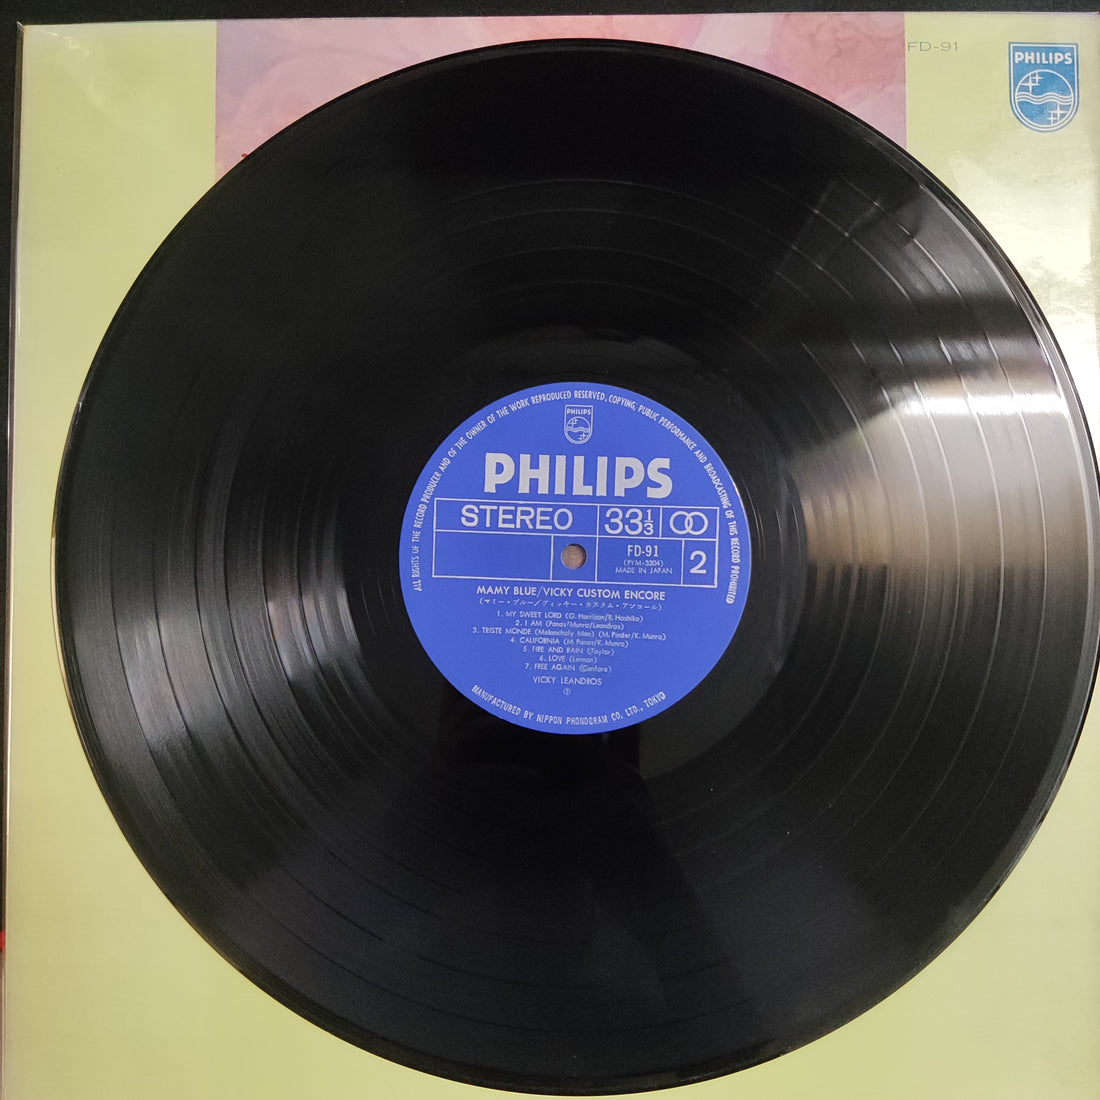 FD-91
PHILIPS
ALL RIGHTS OF THE RECORD PRODUCER AND OF THE OWNER OF THE WORK REPRODUCED RESERVED. COPYING, PUBLIC PERFORMANCE AND BROADCASTING OF THIS RECORD PROHIBITED
PHILIPS
PHILIPS
STEREO 33 1/3
FD-91
(PYM-3304)
MADE IN JAPAN
2
MAMY BLUE/VICKY CUSTOM ENCORE
(マミー・ブルー/ヴィッキー・カスタム・アンコール)
1. MY SWEET LORD (G. Harrison/R. Hoshika)
2. I AM (Panas/Munro/Leandros)
3. TRISTE MONDE (Melancholy Man) (M. Pinder/K. Munro)
4. CALIFORNIA (M. Panas/K. Munro)
5. FIRE AND RAIN (Taylor)
6. LOVE (Lennon)
7. FREE AGAIN (Canfora)
VICKY LEANDROS
MANUFACTURED BY NIPPON PHONOGRAM CO. LTD., TOKYO